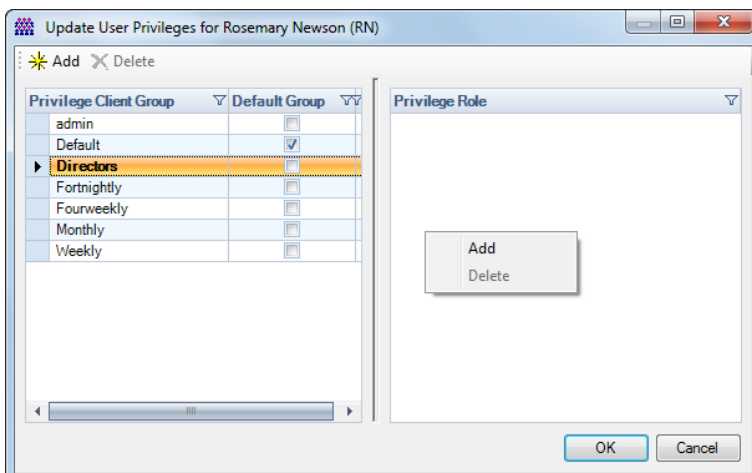 Update User Privileges for Rosemary Newson (RN)
Add Delete
Privilege Client Group Default Group Privilege Role
admin
Default
Directors
Fortnightly
Fourweekly
Monthly
Weekly
Add
Delete
OK Cancel